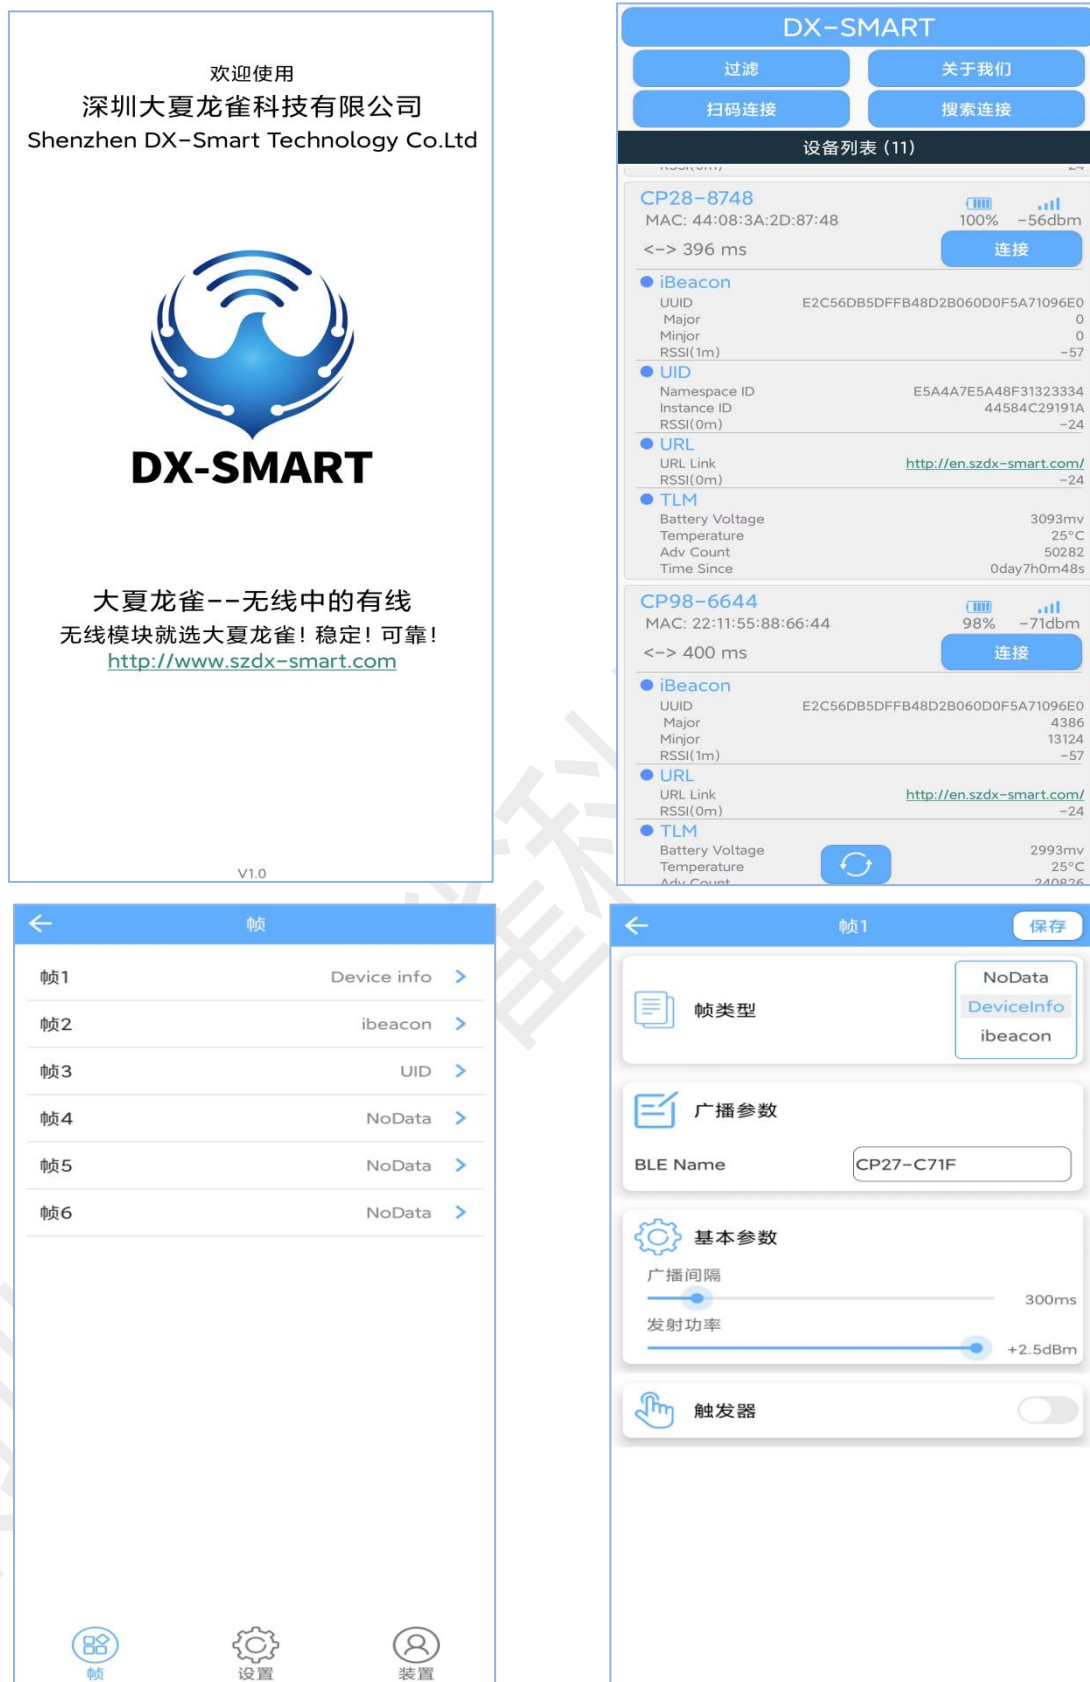 欢迎使用
深圳大夏龙雀科技有限公司
Shenzhen DX-Smart Technology Co.Ltd
DX-SMART
大夏龙雀--无线中的有线
无线模块就选大夏龙雀！稳定！可靠！
http://www.szdx-smart.com
V1.0
DX-SMART
过滤 关于我们
扫码连接 搜索连接
设备列表 (11)
CP28-8748
MAC: 44:08:3A:2D:87:48 100% -56dbm
<-> 396 ms 连接
iBeacon
UUID E2C56DB5DFFB48D2B060D0F5A71096E0
Major 0
Minjor 0
RSSI(1m) -57
UID
Namespace ID E5A4A7E5A48F31323334
Instance ID 44584C29191A
RSSI(0m) -24
URL
URL Link http://en.szdx-smart.com/
RSSI(0m) -24
TLM
Battery Voltage 3093mv
Temperature 25°C
Adv Count 50282
Time Since 0day7h0m48s
CP98-6644
MAC: 22:11:55:88:66:44 98% -71dbm
<-> 400 ms 连接
iBeacon
UUID E2C56DB5DFFB48D2B060D0F5A71096E0
Major 4386
Minjor 13124
RSSI(1m) -57
URL
URL Link http://en.szdx-smart.com/
RSSI(0m) -24
TLM
Battery Voltage 2993mv
Temperature 25°C
Adv Count 240826
帧
帧1 Device info
帧2 ibeacon
帧3 UID
帧4 NoData
帧5 NoData
帧6 NoData
帧 设置 装置
帧1 保存
帧类型
NoData
DeviceInfo
ibeacon
广播参数
BLE Name CP27-C71F
基本参数
广播间隔
300ms
发射功率
+2.5dBm
触发器